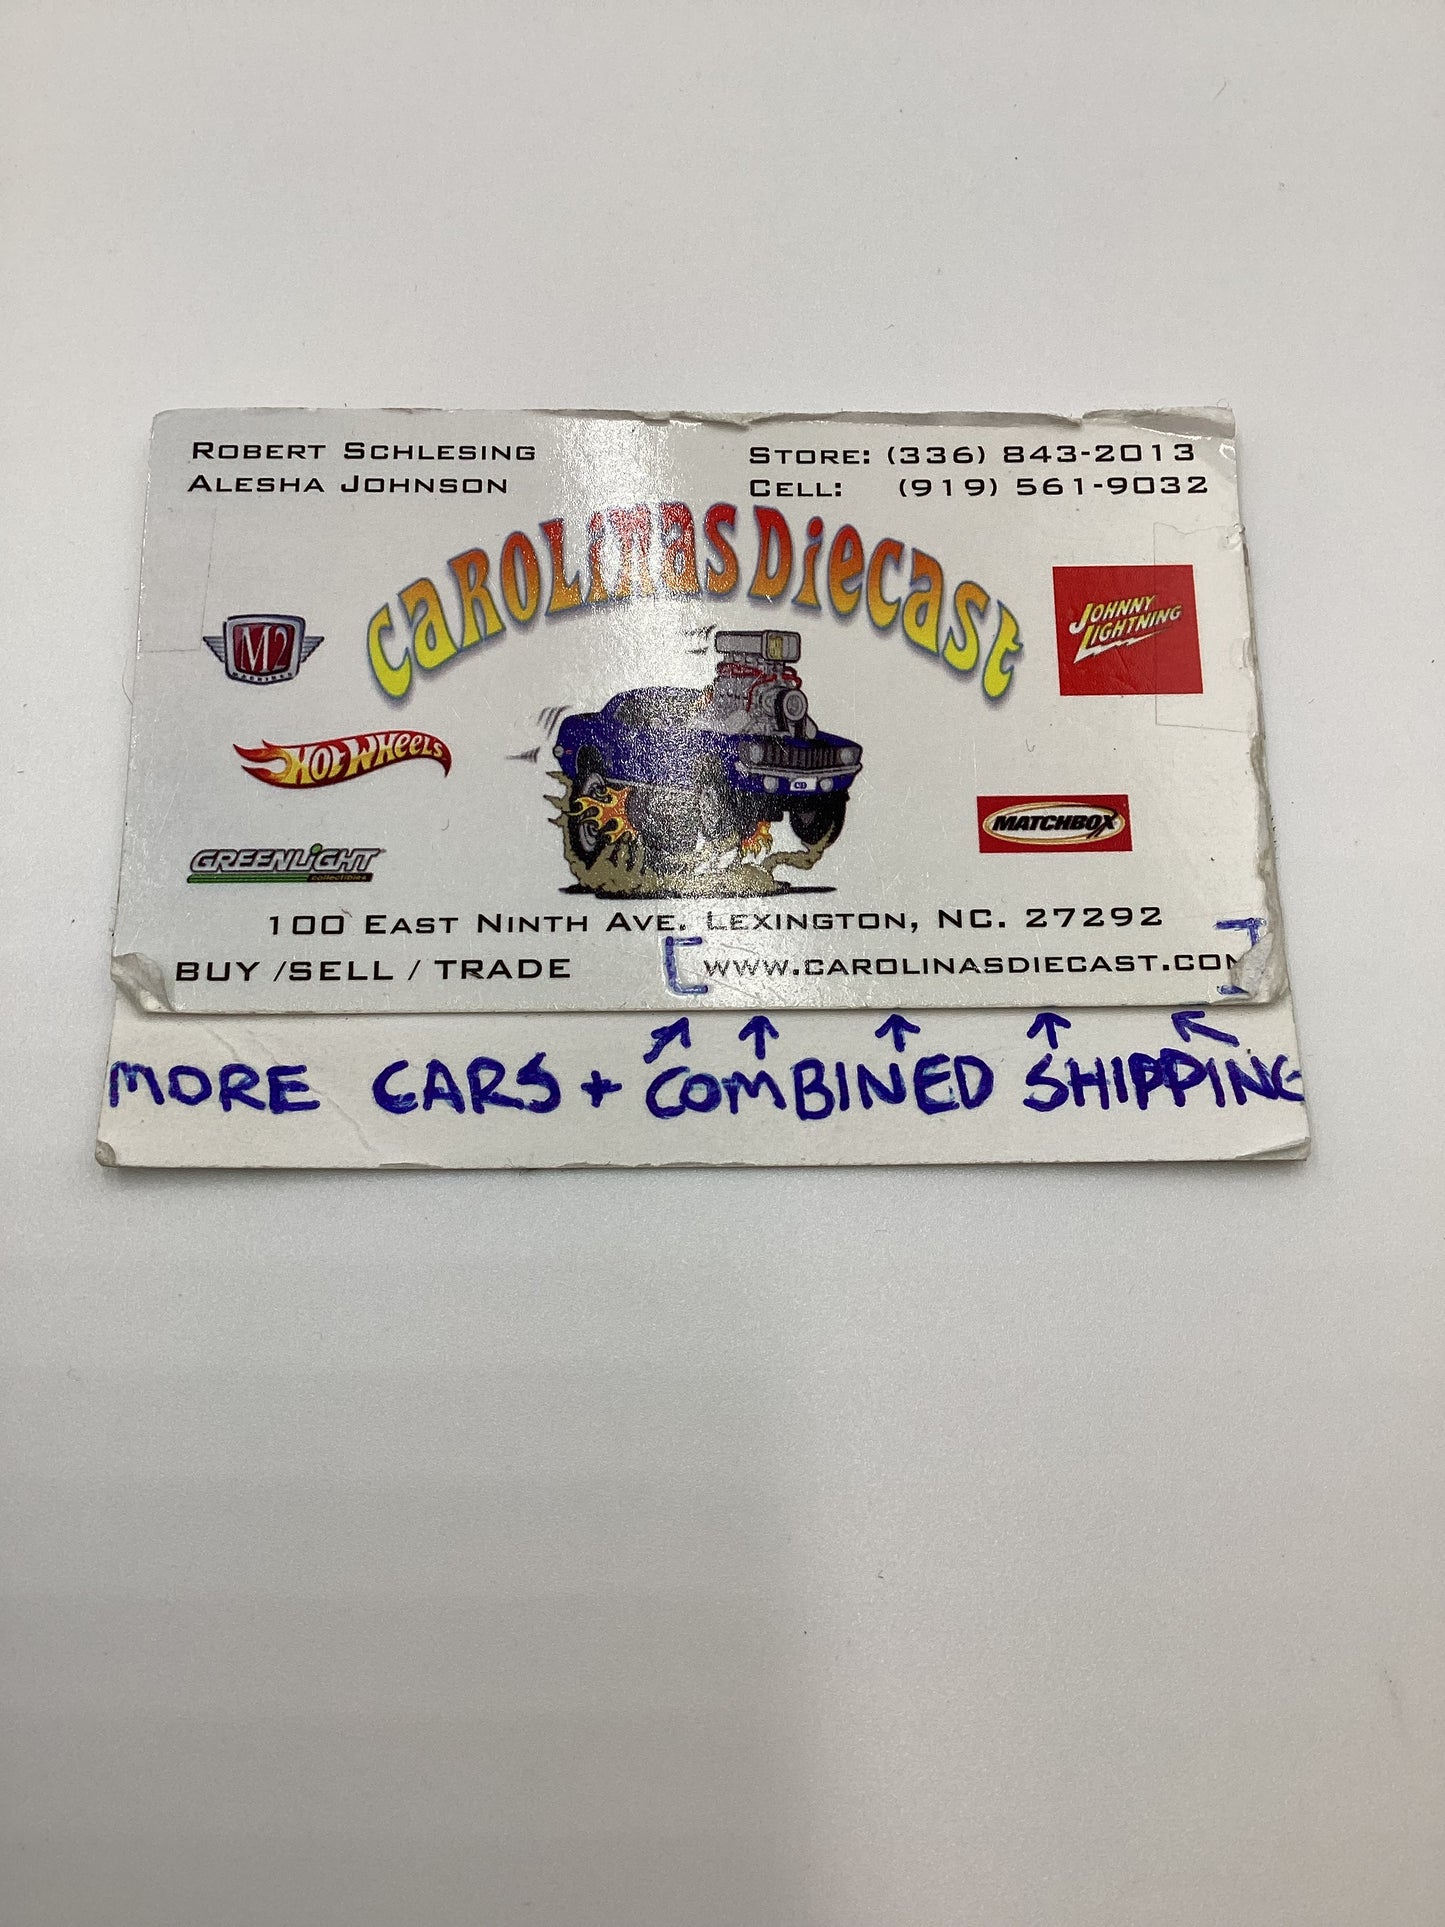 ROBERT SCHLESING
ALESHA JOHNSON
STORE: (336) 843-2013
CELL: (919) 561-9032
CAROLINAS DIECAST
M2
MACHINES
JOHNNY
LIGHTNING
HOT WHEELS
MATCHBOX
GREENLIGHT
collectibles
100 EAST NINTH AVE. LEXINGTON, NC. 27292
BUY /SELL / TRADE
[WWW.CAROLINASDIECAST.COM]
MORE CARS + COMBINED SHIPPING